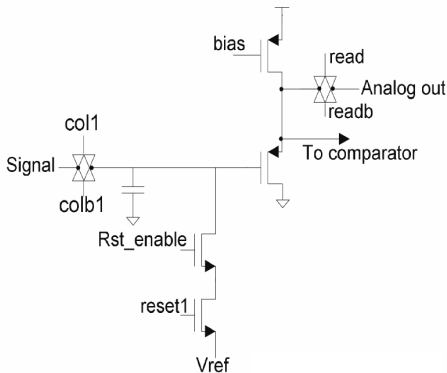 bias
read
Analog out
readb
col1
To comparator
Signal
colb1
Rst_enable
reset1
Vref